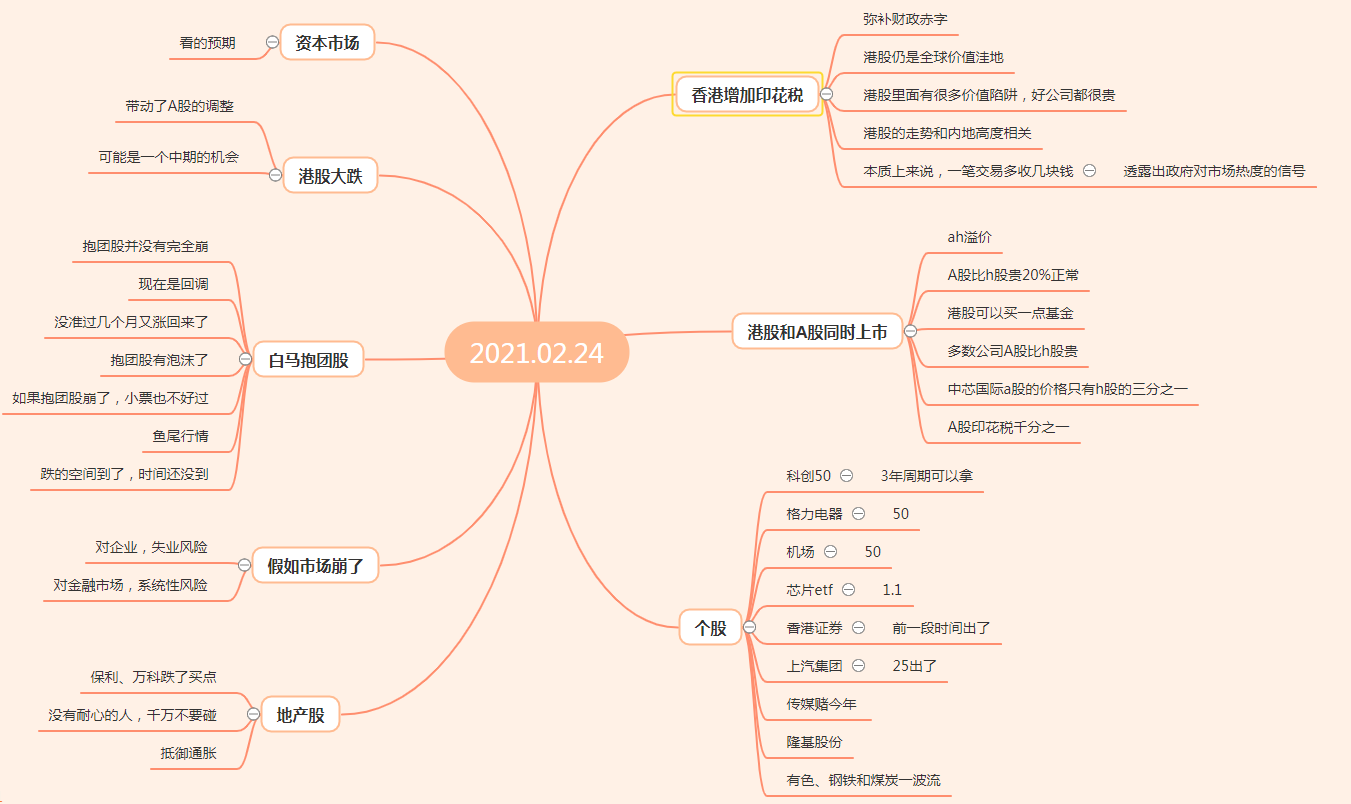 2021.02.24
香港增加印花税
弥补财政赤字
港股仍是全球价值洼地
港股里面有很多价值陷阱，好公司都很贵
港股的走势和内地高度相关
本质上来说，一笔交易多收几块钱
透露出政府对市场热度的信号
港股和A股同时上市
ah溢价
A股比h股贵20%正常
港股可以买一点基金
多数公司A股比h股贵
中芯国际a股的价格只有h股的三分之一
A股印花税千分之一
个股
科创50
3年周期可以拿
格力电器
50
机场
50
芯片etf
1.1
香港证券
前一段时间出了
上汽集团
25出了
传媒赌今年
隆基股份
有色、钢铁和煤炭一波流
资本市场
看的预期
港股大跌
带动了A股的调整
可能是一个中期的机会
白马抱团股
抱团股并没有完全崩
现在是回调
没准过几个月又涨回来了
抱团股有泡沫了
如果抱团股崩了，小票也不好过
鱼尾行情
跌的空间到了，时间还没到
假如市场崩了
对企业，失业风险
对金融市场，系统性风险
地产股
保利、万科跌了买点
没有耐心的人，千万不要碰
抵御通胀